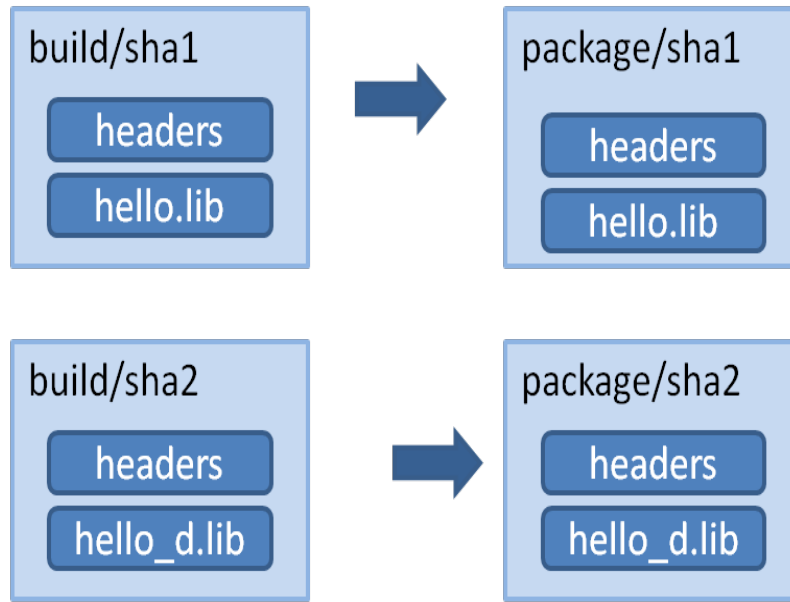 build/sha1
headers
hello.lib
package/sha1
headers
hello.lib
build/sha2
headers
hello_d.lib
package/sha2
headers
hello_d.lib